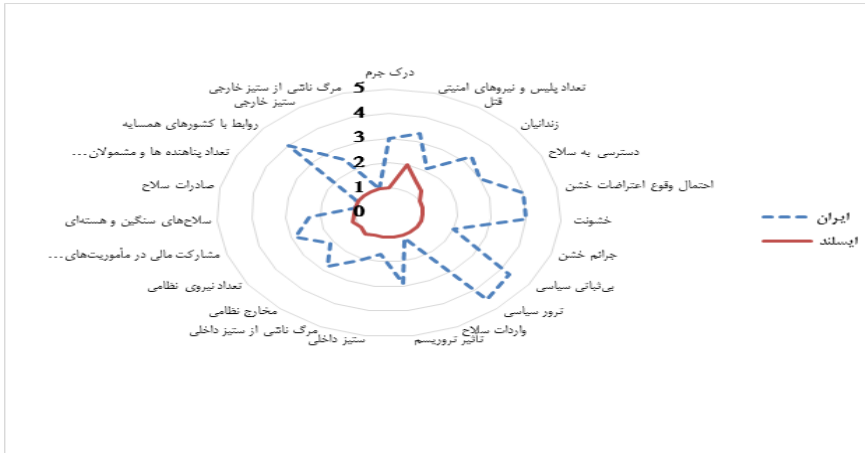 درک جرم
تعداد پلیس و نیروهای امنیتی
قتل
زندانیان
دسترسی به سلاح
احتمال وقوع اعتراضات خشن
خشونت
جرائم خشن
بی‌ثباتی سیاسی
ترور سیاسی
واردات سلاح
تأثیر تروریسم
ستیز داخلی
مرگ ناشی از ستیز داخلی
مخارج نظامی
تعداد نیروی نظامی
مشارکت مالی در مأموریت‌های...
سلاح‌های سنگین و هسته‌ای
صادرات سلاح
تعداد پناهنده ها و مشمولان...
روابط با کشورهای همسایه
ستیز خارجی
مرگ ناشی از ستیز خارجی
5
4
3
2
1
0
ایران
ایسلند